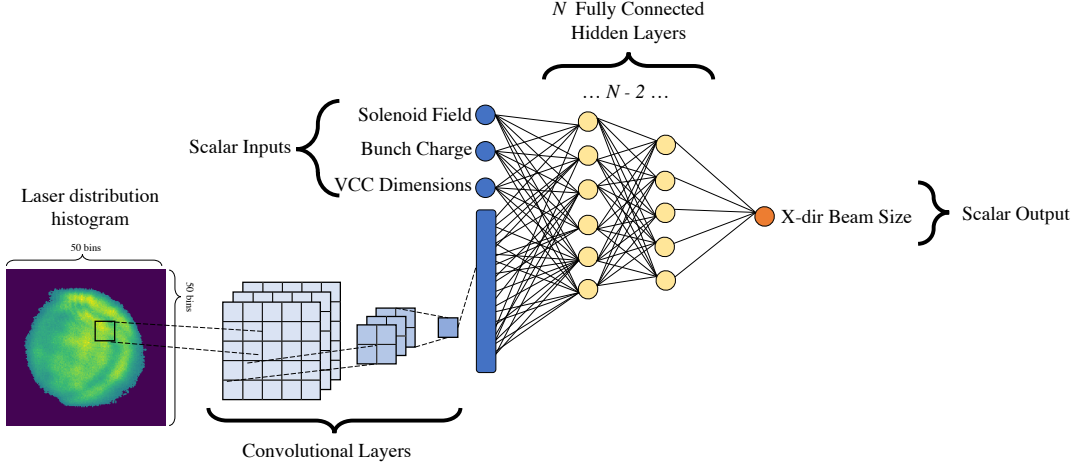 N Fully Connected
Hidden Layers
... N - 2 ...
Solenoid Field
Scalar Inputs
Bunch Charge
VCC Dimensions
Laser distribution
histogram
50 bins
50 bins
X-dir Beam Size
Scalar Output
Convolutional Layers